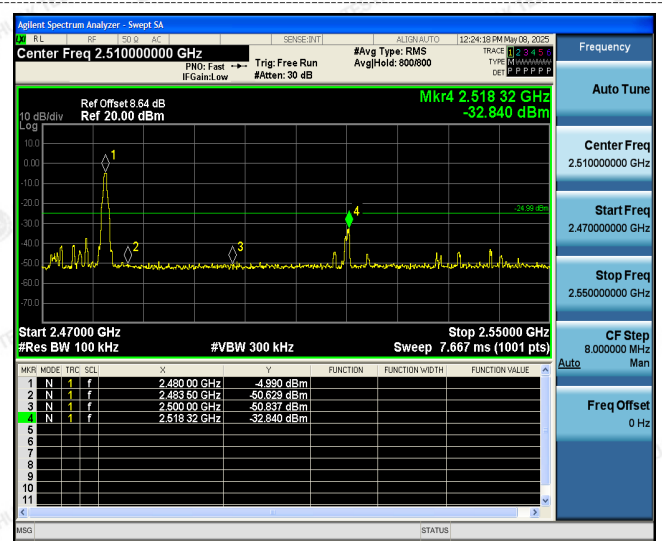 Agilent Spectrum Analyzer - Swept SA
LXI RL RF 50 Ω AC SENSE:INT ALIGN AUTO 12:24:18 PM May 08, 2025
Center Freq 2.510000000 GHz #Avg Type: RMS TRACE 1 2 3 4 5 6
PNO: Fast Trig: Free Run Avg|Hold: 800/800 TYPE M WWWWW
IFGain:Low #Atten: 30 dB DET P P P P P P
Mkr4 2.518 32 GHz
Ref Offset 8.64 dB
10 dB/div Ref 20.00 dBm -32.840 dBm
Log
10.0
0.00
-10.0
-20.0
-30.0
-40.0
-50.0
-60.0
-70.0
1
2
3
4
-24.99 dBm
Start 2.47000 GHz Stop 2.55000 GHz
#Res BW 100 kHz #VBW 300 kHz Sweep 7.667 ms (1001 pts)
MKR MODE TRC SCL X Y FUNCTION FUNCTION WIDTH FUNCTION VALUE
1 N 1 f 2.480 00 GHz -4.990 dBm
2 N 1 f 2.483 50 GHz -50.629 dBm
3 N 1 f 2.500 00 GHz -50.837 dBm
4 N 1 f 2.518 32 GHz -32.840 dBm
5
6
7
8
9
10
11
MSG STATUS
Frequency
Auto Tune
Center Freq
2.510000000 GHz
Start Freq
2.470000000 GHz
Stop Freq
2.550000000 GHz
CF Step
8.000000 MHz
Auto Man
Freq Offset
0 Hz